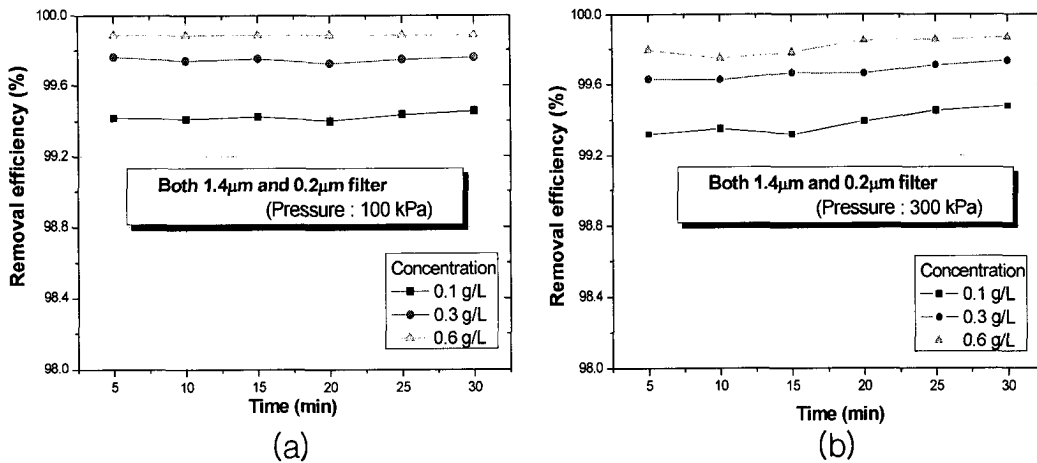 Removal efficiency (%)
100.0
99.6
99.2
98.8
98.4
98.0
Both 1.4μm and 0.2μm filter
(Pressure : 100 kPa)
Concentration
0.1 g/L
0.3 g/L
0.6 g/L
5 10 15 20 25 30
Time (min)
(a)
Removal efficiency (%)
100.0
99.6
99.2
98.8
98.4
98.0
Both 1.4μm and 0.2μm filter
(Pressure : 300 kPa)
Concentration
0.1 g/L
0.3 g/L
0.6 g/L
5 10 15 20 25 30
Time (min)
(b)